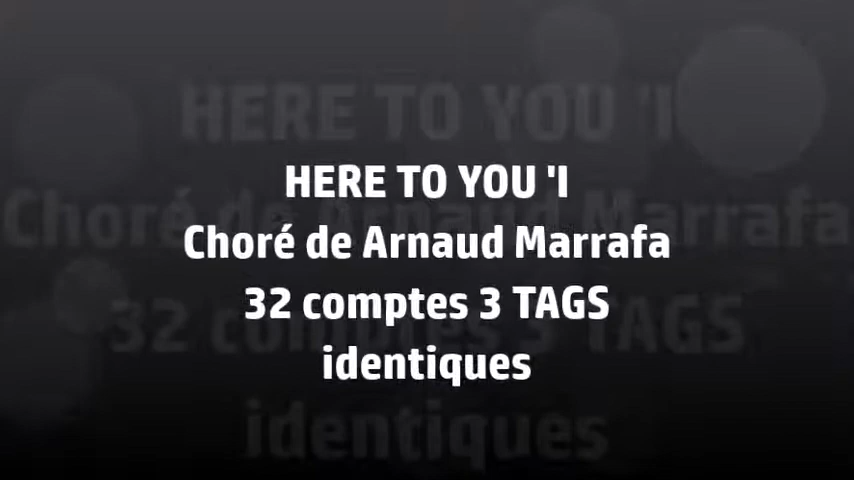 HERE TO YOU 'I
Choré de Arnaud Marrafa
32 comptes 3 TAGS
identiques